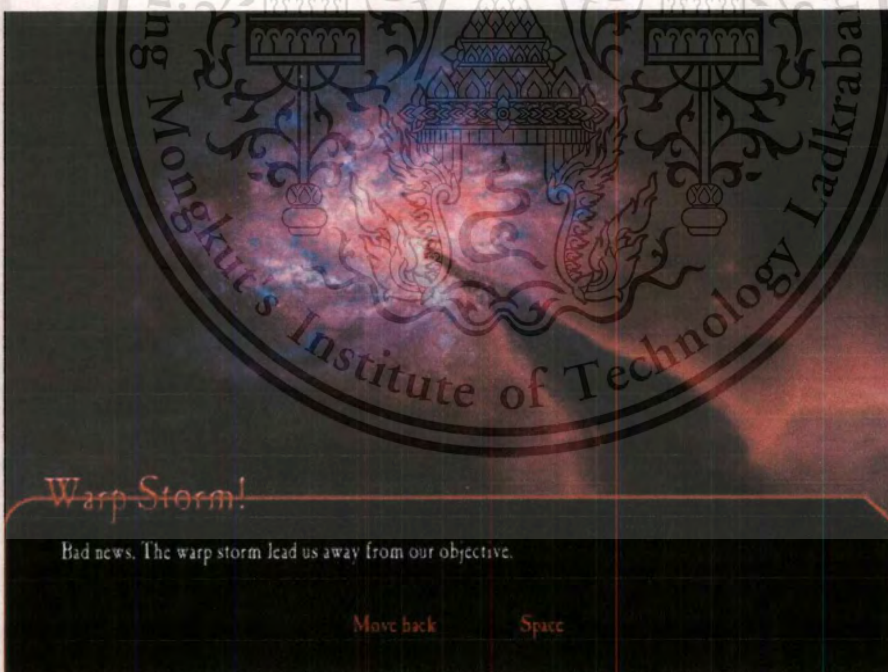 ng Mongkut's Institute of Technology Ladkraba
Warp Storm!
Bad news. The warp storm lead us away from our objective.
Move back Space